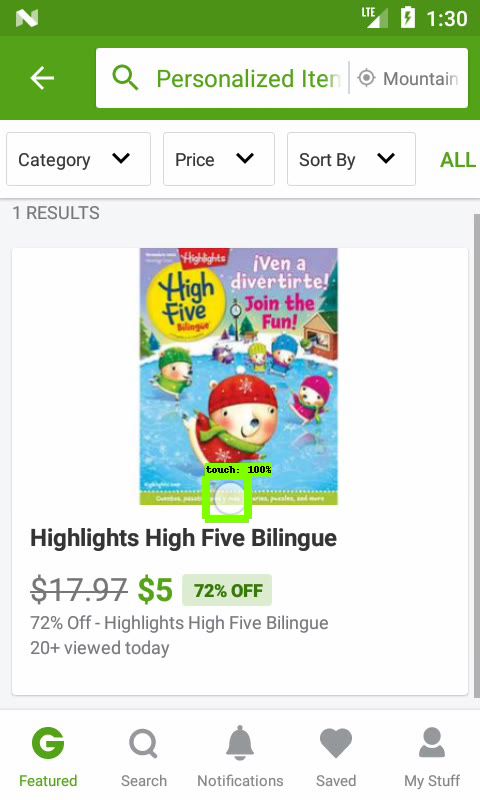 LTE 1:30
Personalized Iten Mountain
Category Price Sort By ALL
1 RESULTS
Highlights
High
Five
Bilingüe
¡Ven a
divertirte!
Join the
Fun!
touch: 100%
Highlights High Five Bilingue
$17.97 $5 72% OFF
72% Off - Highlights High Five Bilingue
20+ viewed today
Featured Search Notifications Saved My Stuff